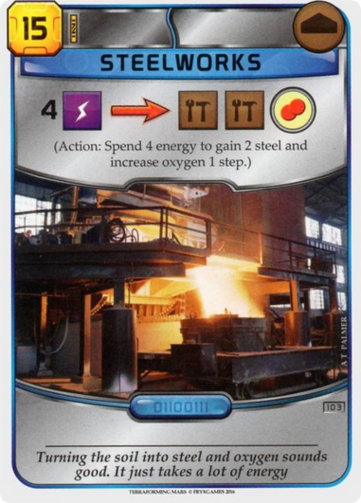 15
STEELWORKS
4
(Action: Spend 4 energy to gain 2 steel and
increase oxygen 1 step.)
A T PALMER
01100111
103
Turning the soil into steel and oxygen sounds
good. It just takes a lot of energy
TERRAFORMING MARS © FRYXGAMES 2016